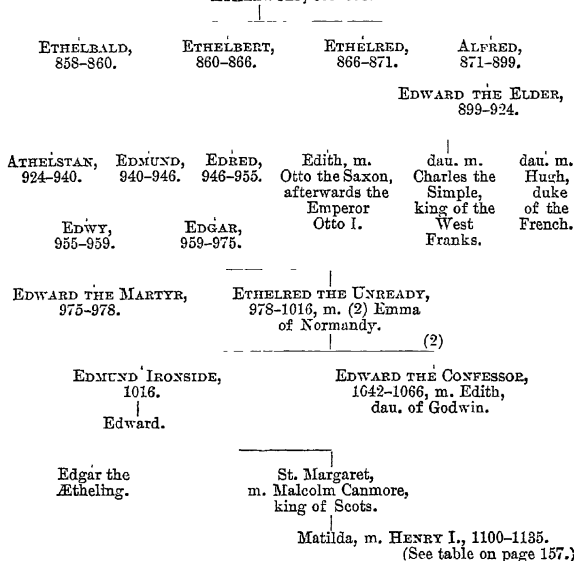 ETHELBALD, ETHELBERT, ETHELRED, ALFRED,
858–860. 860–866. 866–871. 871–899.
EDWARD THE ELDER,
899–924.
ATHELSTAN, EDMUND, EDRED, Edith, m. dau. m. dau. m.
924–940. 940–946. 946–955. Otto the Saxon, Charles the Hugh,
afterwards the Simple, duke
Emperor king of the of the
Otto I. West French.
Franks.
EDWY, EDGAR,
955–959. 959–975.
EDWARD THE MARTYR, ETHELRED THE UNREADY,
975–978. 978–1016, m. (2) Emma
of Normandy.
(2)
EDMUND IRONSIDE, EDWARD THE CONFESSOR,
1016. 1042–1066, m. Edith,
dau. of Godwin.
Edward.
Edgar the St. Margaret,
Ætheling. m. Malcolm Canmore,
king of Scots.
Matilda, m. HENRY I., 1100–1135.
(See table on page 157.)